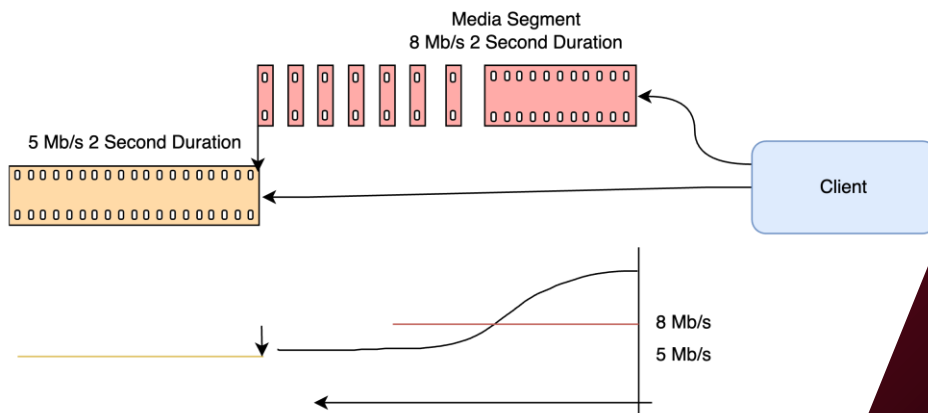 Media Segment
8 Mb/s 2 Second Duration
5 Mb/s 2 Second Duration
Client
8 Mb/s
5 Mb/s